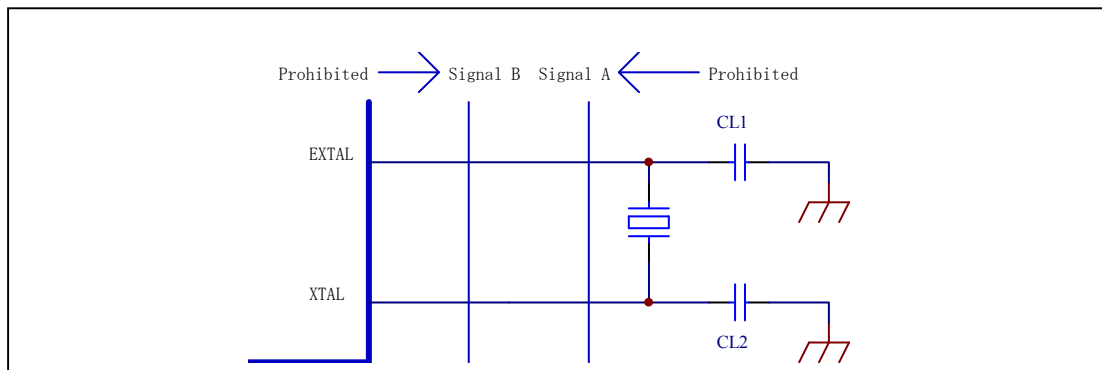 Prohibited Signal B Signal A Prohibited
CL1
EXTAL
XTAL
CL2